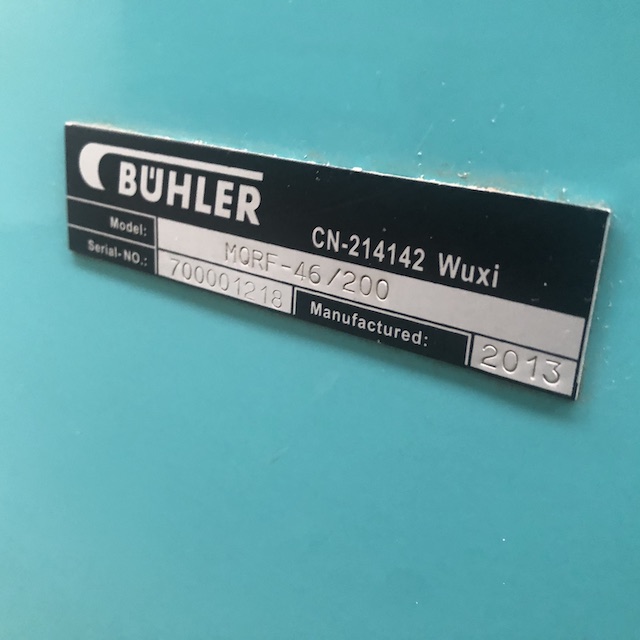 BÜHLER
CN-214142 Wuxi
Model: MQRF-46/200
Serial-NO.: 700001218 Manufactured: 2013